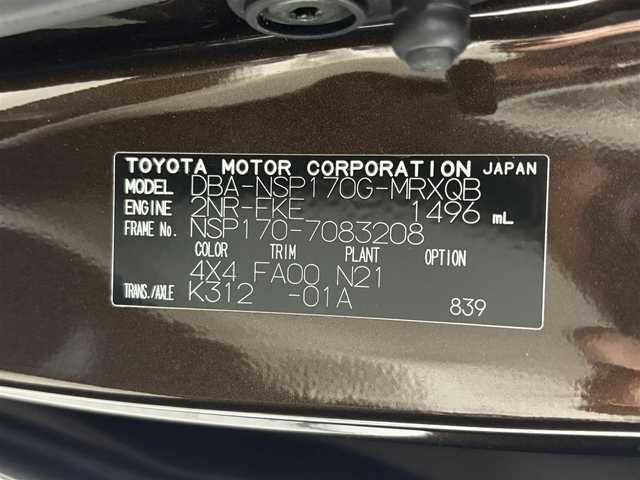 TOYOTA MOTOR CORPORATION JAPAN
MODEL DBA-NSP170G-MRXQB
ENGINE 2NR-FKE 1496 mL
FRAME No. NSP170-7083208
COLOR TRIM PLANT OPTION
4X4 FA00 N21
TRANS./AXLE K312 -01A
839